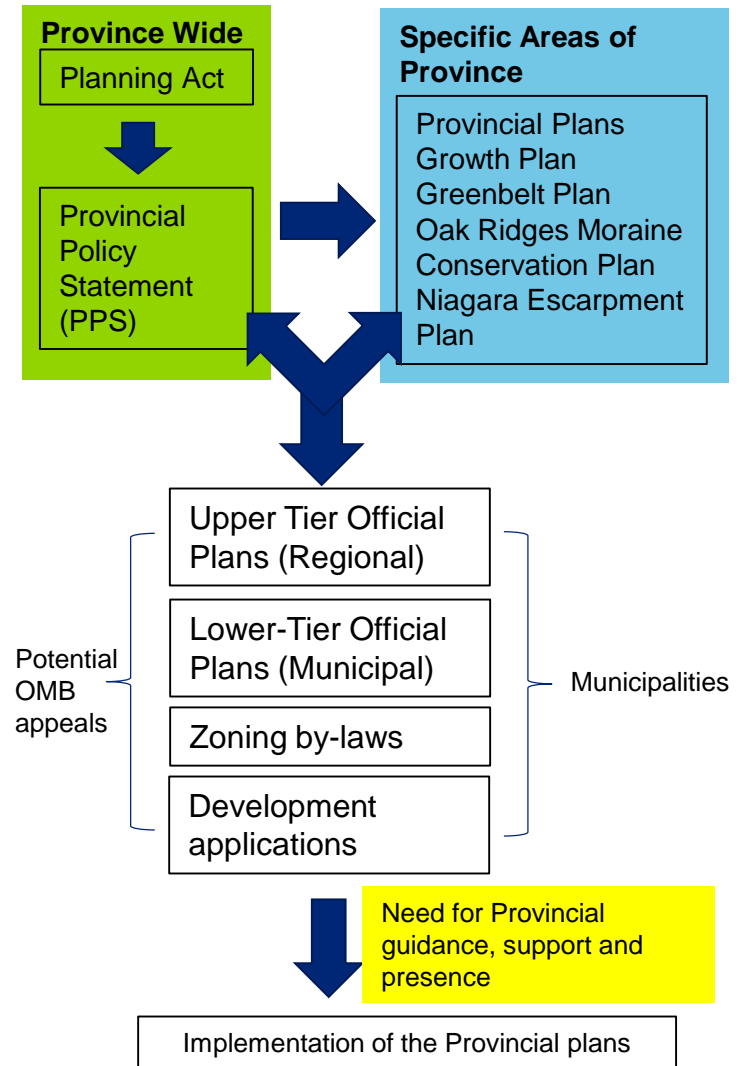 Province Wide
Planning Act
Provincial
Policy
Statement
(PPS)
Specific Areas of
Province
Provincial Plans
Growth Plan
Greenbelt Plan
Oak Ridges Moraine
Conservation Plan
Niagara Escarpment
Plan
Upper Tier Official
Plans (Regional)
Lower-Tier Official
Plans (Municipal)
Zoning by-laws
Development
applications
Potential
OMB
appeals
Municipalities
Need for Provincial
guidance, support and
presence
Implementation of the Provincial plans